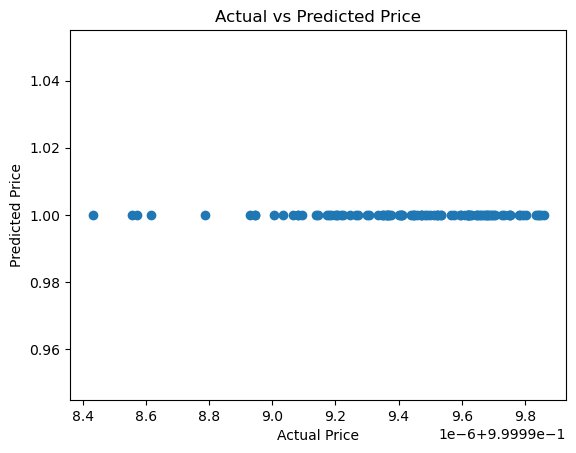 Actual vs Predicted Price
1.04
1.02
1.00
0.98
0.96
Predicted Price
8.4 8.6 8.8 9.0 9.2 9.4 9.6 9.8
Actual Price
1e−6+9.9999e−1